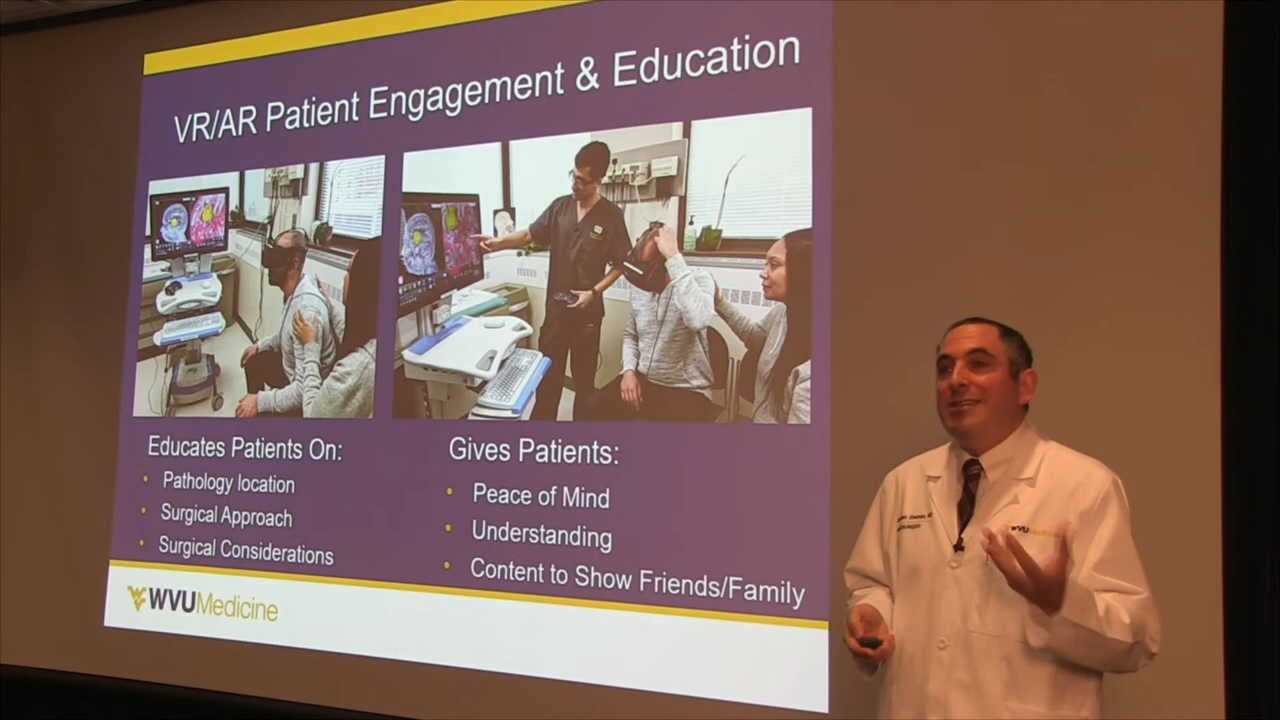 VR/AR Patient Engagement & Education
Educates Patients On:
• Pathology location
• Surgical Approach
• Surgical Considerations
Gives Patients:
• Peace of Mind
• Understanding
• Content to Show Friends/Family
WVUMedicine
WVUMedicine